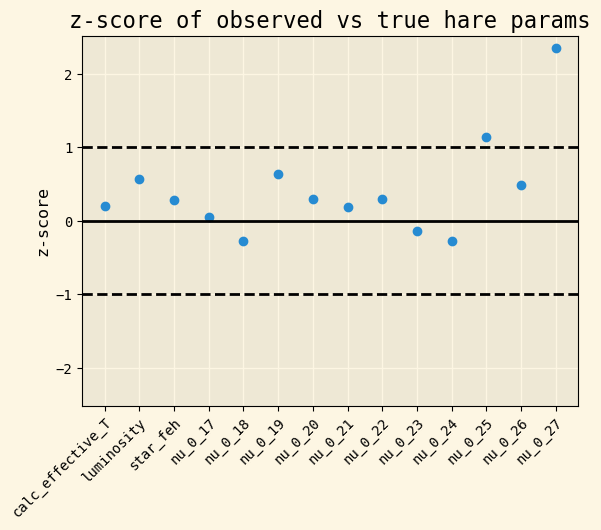 z-score of observed vs true hare params
z-score
2
1
0
−1
−2
calc_effective_T
luminosity
star_feh
nu_0_17
nu_0_18
nu_0_19
nu_0_20
nu_0_21
nu_0_22
nu_0_23
nu_0_24
nu_0_25
nu_0_26
nu_0_27